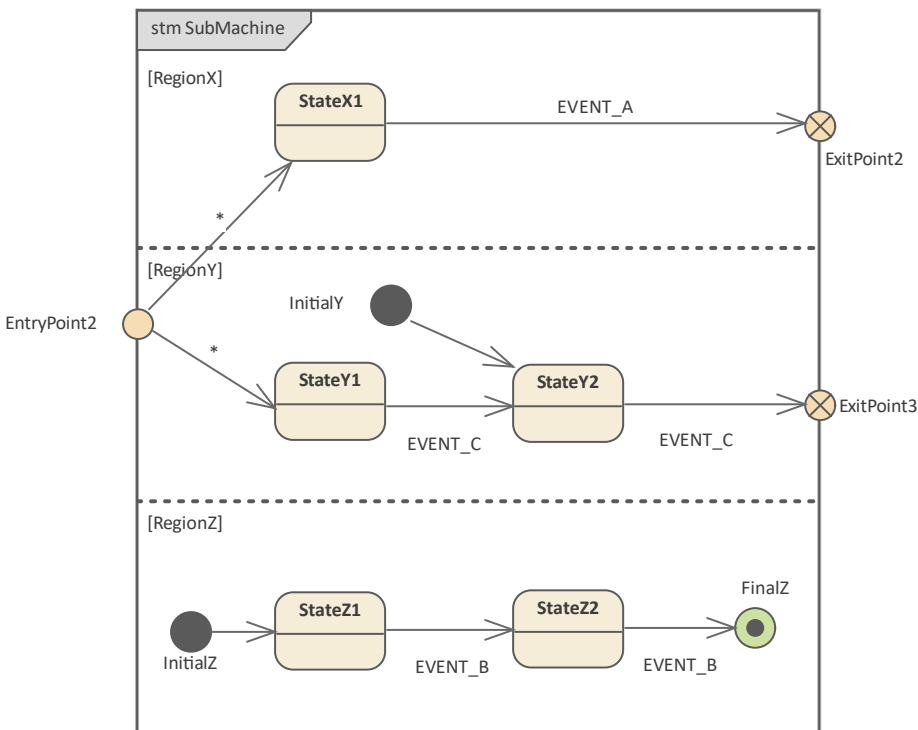 stm SubMachine
[RegionX]
StateX1
EVENT_A
ExitPoint2
*
[RegionY]
InitialY
EntryPoint2
*
StateY1
StateY2
ExitPoint3
EVENT_C
EVENT_C
[RegionZ]
FinalZ
StateZ1
StateZ2
InitialZ
EVENT_B
EVENT_B